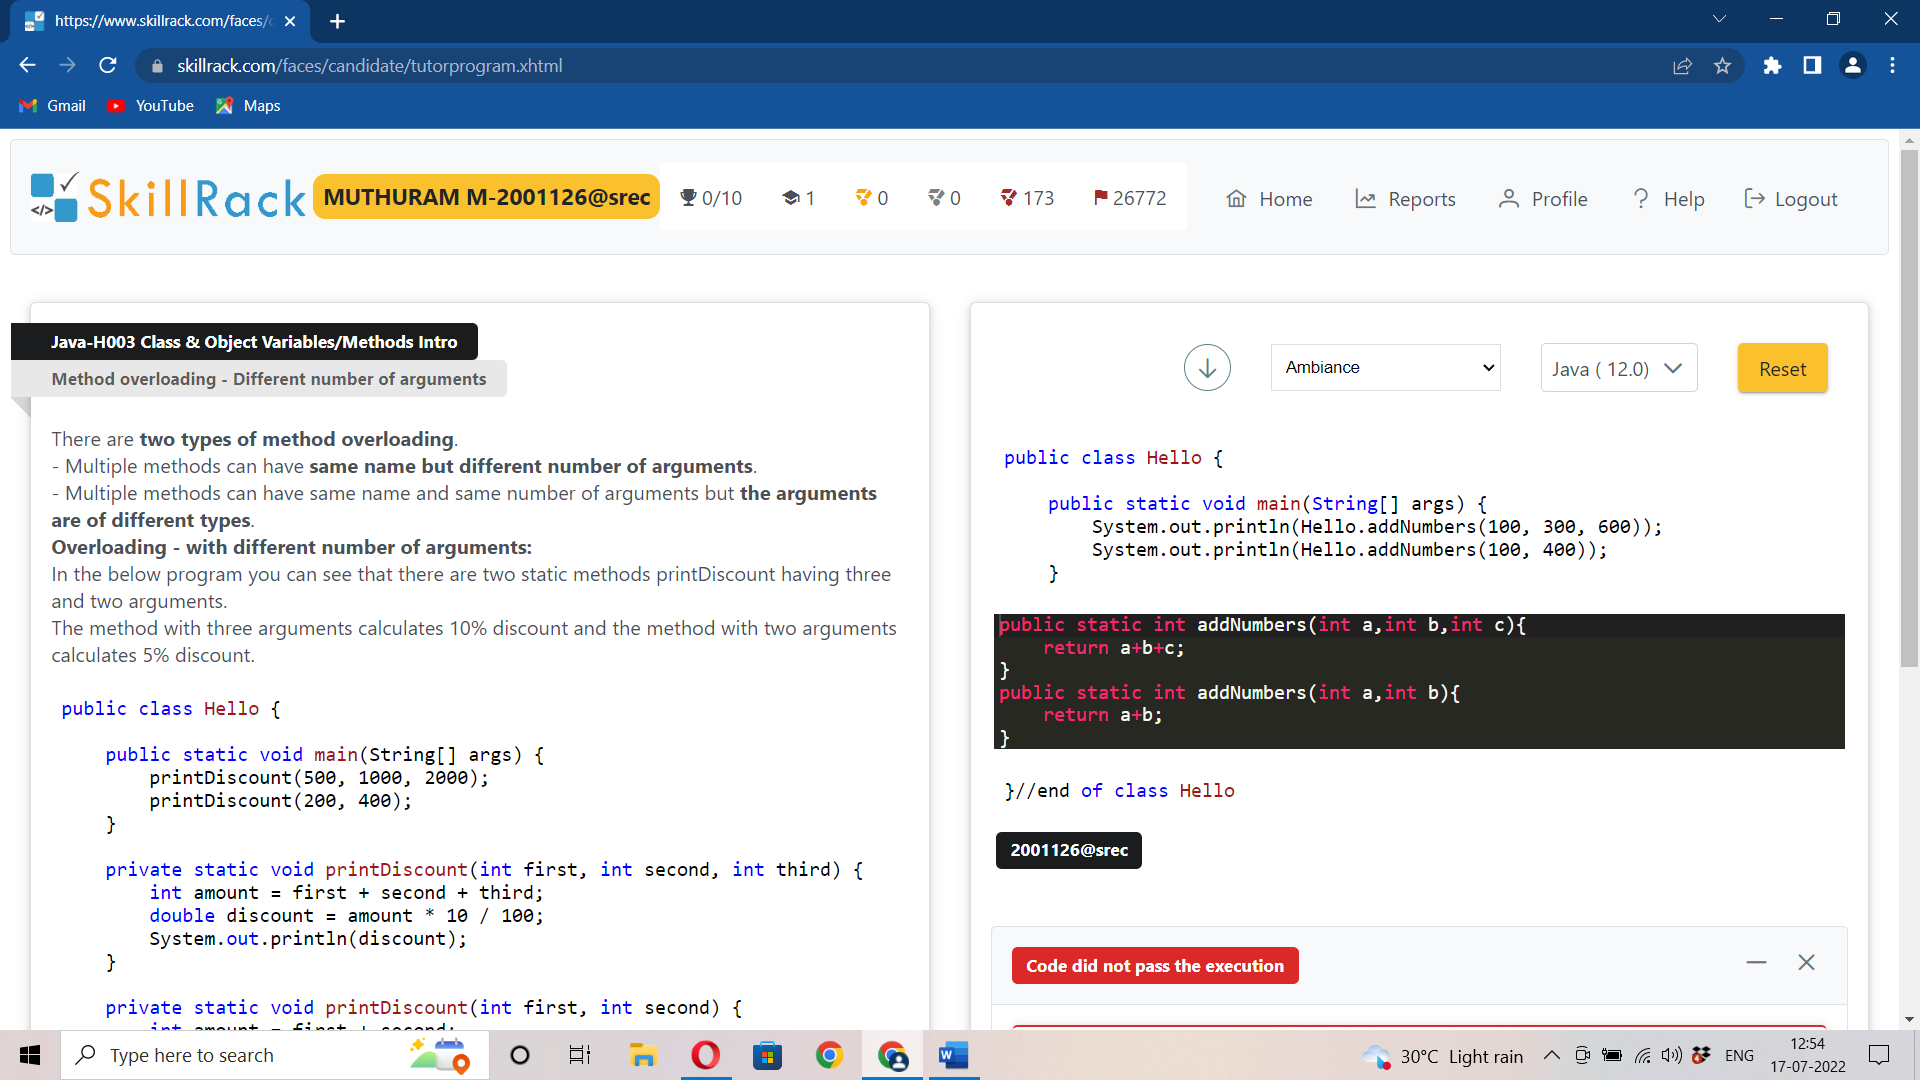 https://www.skillrack.com/faces/c
skillrack.com/faces/candidate/tutorprogram.xhtml
Gmail YouTube Maps
SkillRack MUTHURAM M-2001126@srec 0/10 1 0 0 173 26772 Home Reports Profile Help Logout
Java-H003 Class & Object Variables/Methods Intro
Method overloading - Different number of arguments
There are two types of method overloading.
- Multiple methods can have same name but different number of arguments.
- Multiple methods can have same name and same number of arguments but the arguments
are of different types.
Overloading - with different number of arguments:
In the below program you can see that there are two static methods printDiscount having three
and two arguments.
The method with three arguments calculates 10% discount and the method with two arguments
calculates 5% discount.
public class Hello {
public static void main(String[] args) {
printDiscount(500, 1000, 2000);
printDiscount(200, 400);
}
private static void printDiscount(int first, int second, int third) {
int amount = first + second + third;
double discount = amount * 10 / 100;
System.out.println(discount);
}
private static void printDiscount(int first, int second) {
int amount = first + second;
Ambiance Java ( 12.0) Reset
public class Hello {
public static void main(String[] args) {
System.out.println(Hello.addNumbers(100, 300, 600));
System.out.println(Hello.addNumbers(100, 400));
}
public static int addNumbers(int a,int b,int c){
return a+b+c;
}
public static int addNumbers(int a,int b){
return a+b;
}
}//end of class Hello
2001126@srec
Code did not pass the execution
Type here to search
30°C Light rain ENG
12:54
17-07-2022